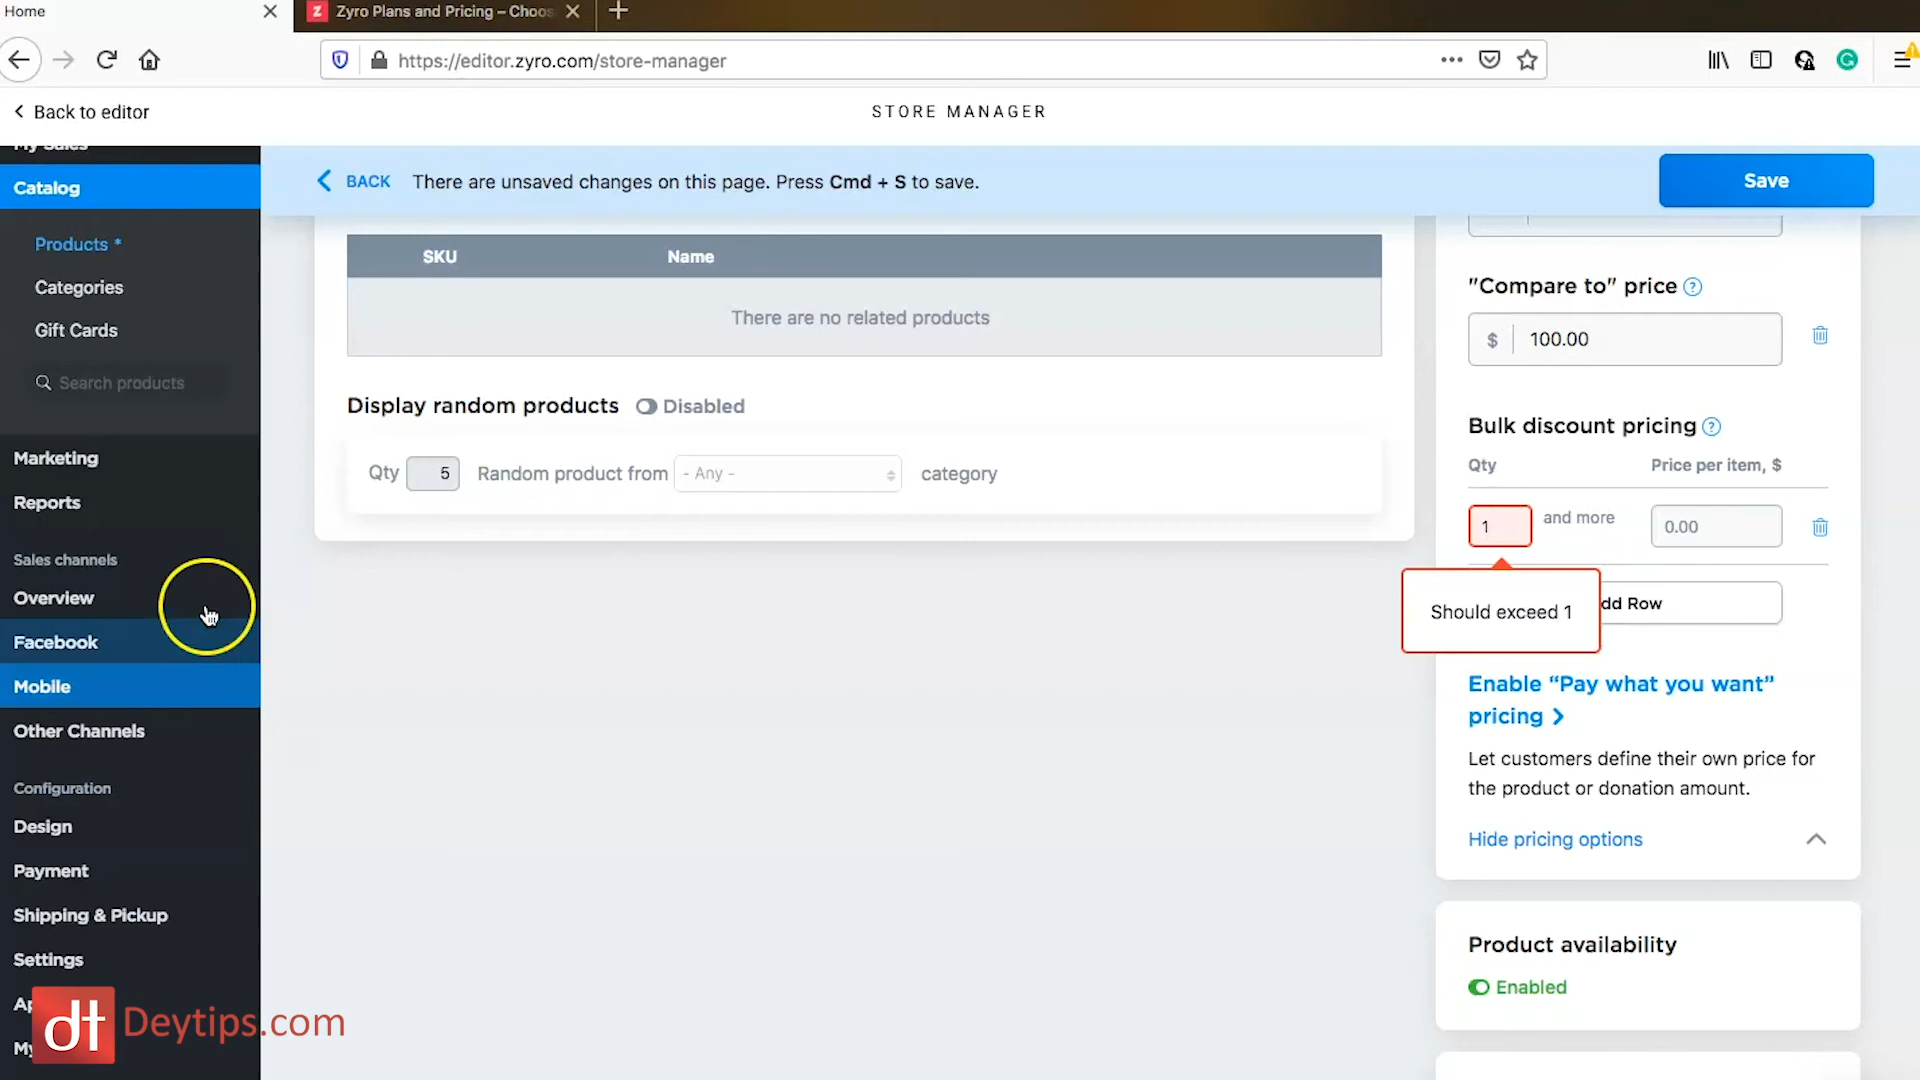 Home
Zyro Plans and Pricing – Choos
https://editor.zyro.com/store-manager
Back to editor
STORE MANAGER
My Sales
Catalog
BACK
There are unsaved changes on this page. Press Cmd + S to save.
Save
Products *
Categories
Gift Cards
Search products
Marketing
Reports
Sales channels
Overview
Facebook
Mobile
Other Channels
Configuration
Design
Payment
Shipping & Pickup
Settings
Ap
My
SKU Name
There are no related products
Display random products Disabled
Qty 5 Random product from - Any - category
"Compare to" price ?
$ 100.00
Bulk discount pricing ?
Qty Price per item, $
1 and more 0.00
Should exceed 1
dd Row
Enable “Pay what you want”
pricing
Let customers define their own price for
the product or donation amount.
Hide pricing options
Product availability
Enabled
dt Deytips.com